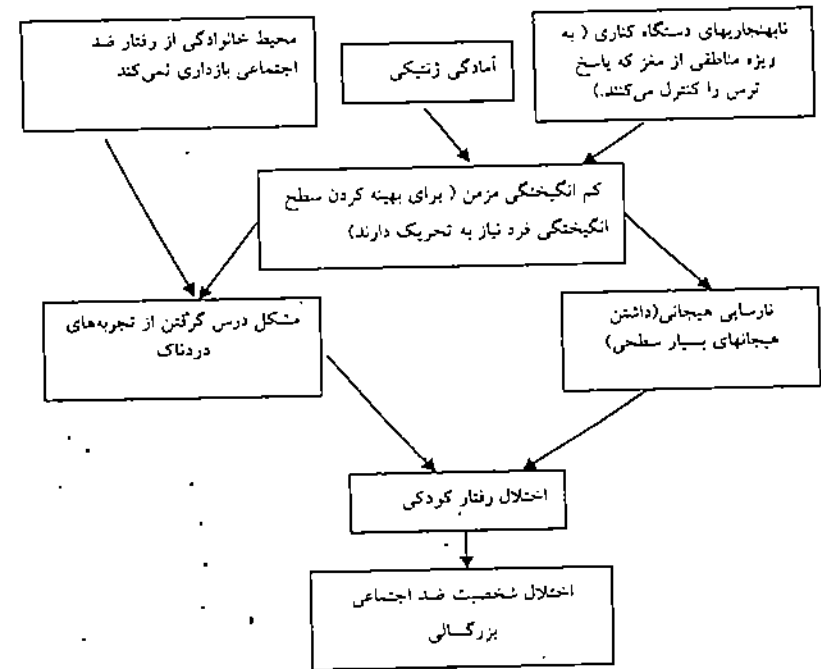 نابهنجاریهای دستگاه کناری ( به
ویژه مناطقی از مغز که پاسخ
ترس را کنترل می‌کنند.)
آمادگی ژنتیکی
محیط خانوادگی از رفتار ضد
اجتماعی بازداری نمی‌کند
کم انگیختگی مزمن ( برای بهینه کردن سطح
انگیختگی فرد نیاز به تحریک دارند)
نارسایی هیجانی(داشتن
هیجانهای بسیار سطحی)
مشکل درس گرفتن از تجربه‌های
دردناک
اختلال رفتار کودکی
اختلال شخصیت ضد اجتماعی
بزرگسالی